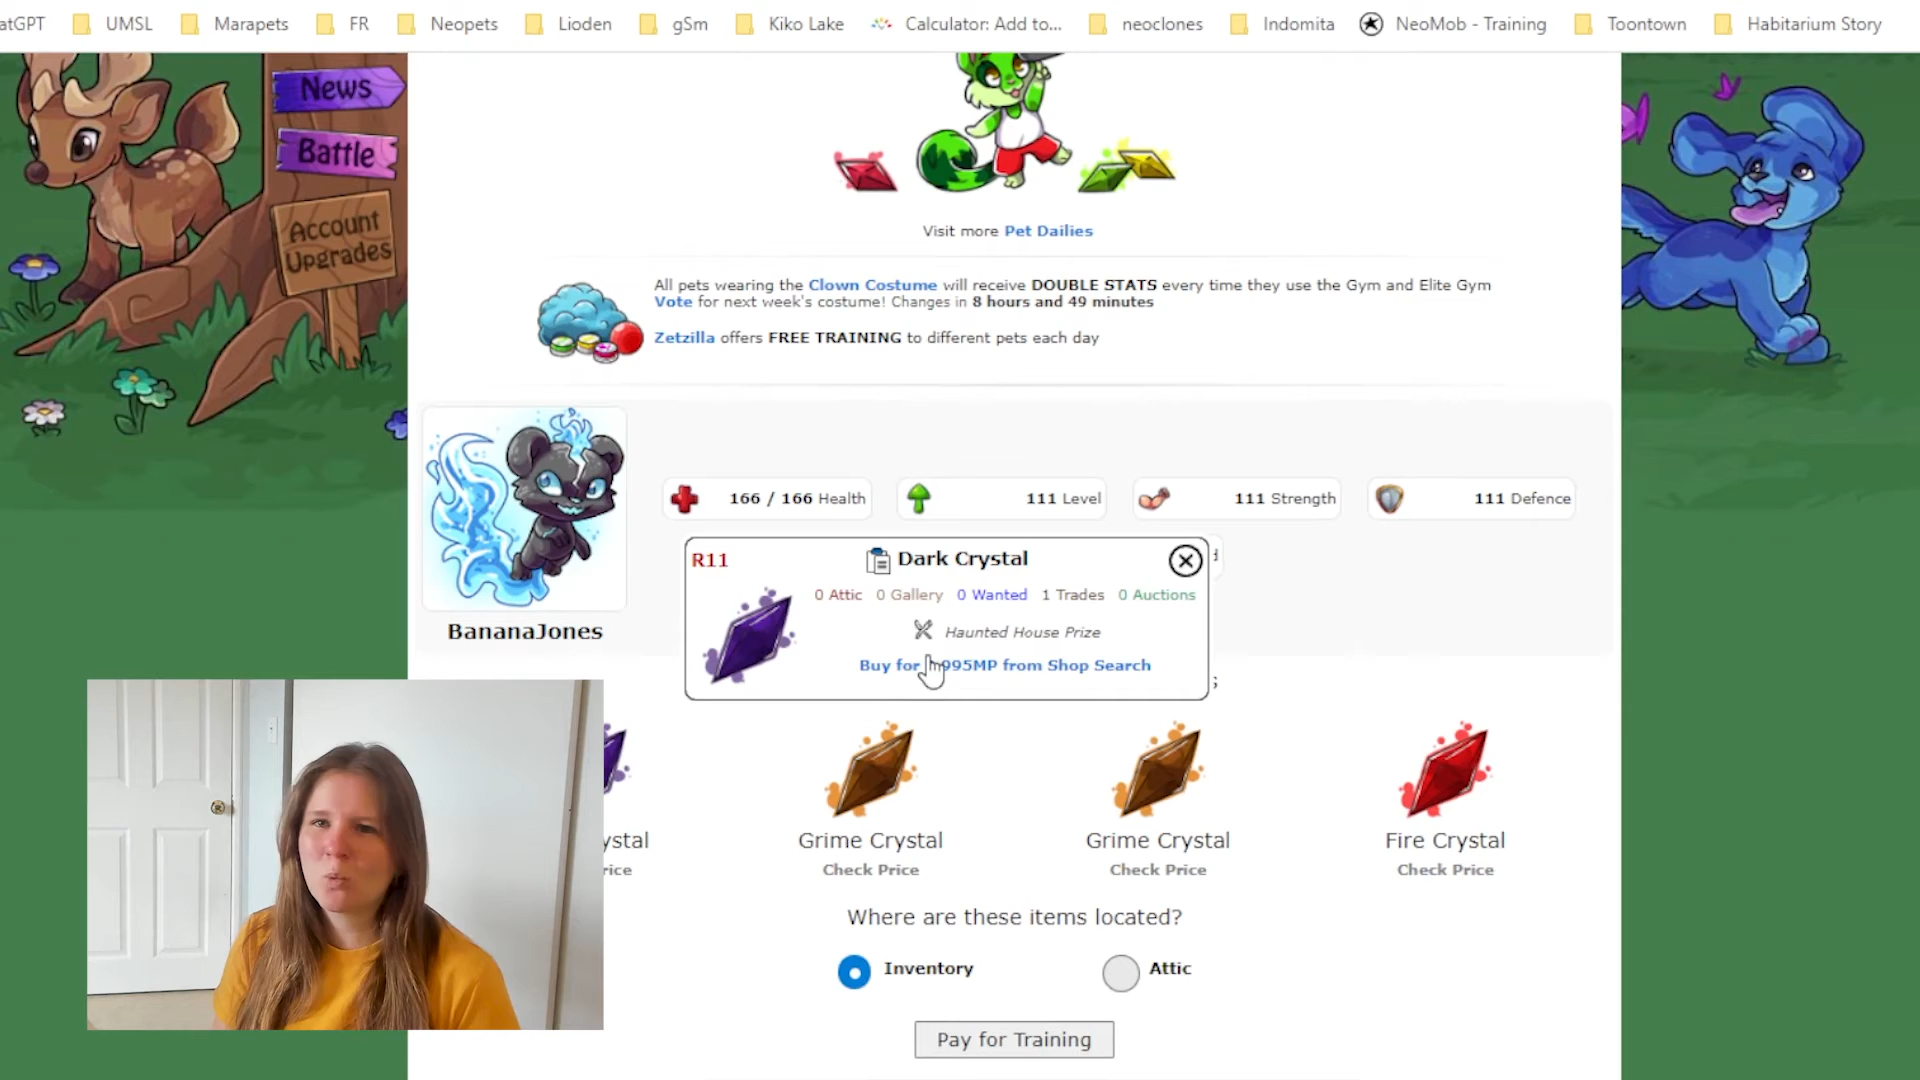 atGPT UMSL Marapets FR Neopets Lioden gSm Kiko Lake Calculator: Add to... neoclones Indomita NeoMob - Training Toontown Habitarium Story
News
Battle
Account
Upgrades
Visit more Pet Dailies
All pets wearing the Clown Costume will receive DOUBLE STATS every time they use the Gym and Elite Gym
Vote for next week's costume! Changes in 8 hours and 49 minutes
Zetzilla offers FREE TRAINING to different pets each day
166 / 166 Health 111 Level 111 Strength 111 Defence
R11 Dark Crystal
0 Attic 0 Gallery 0 Wanted 1 Trades 0 Auctions
Haunted House Prize
Buy for 995MP from Shop Search
BananaJones
ystal Grime Crystal Grime Crystal Fire Crystal
rice Check Price Check Price Check Price
Where are these items located?
Inventory Attic
Pay for Training